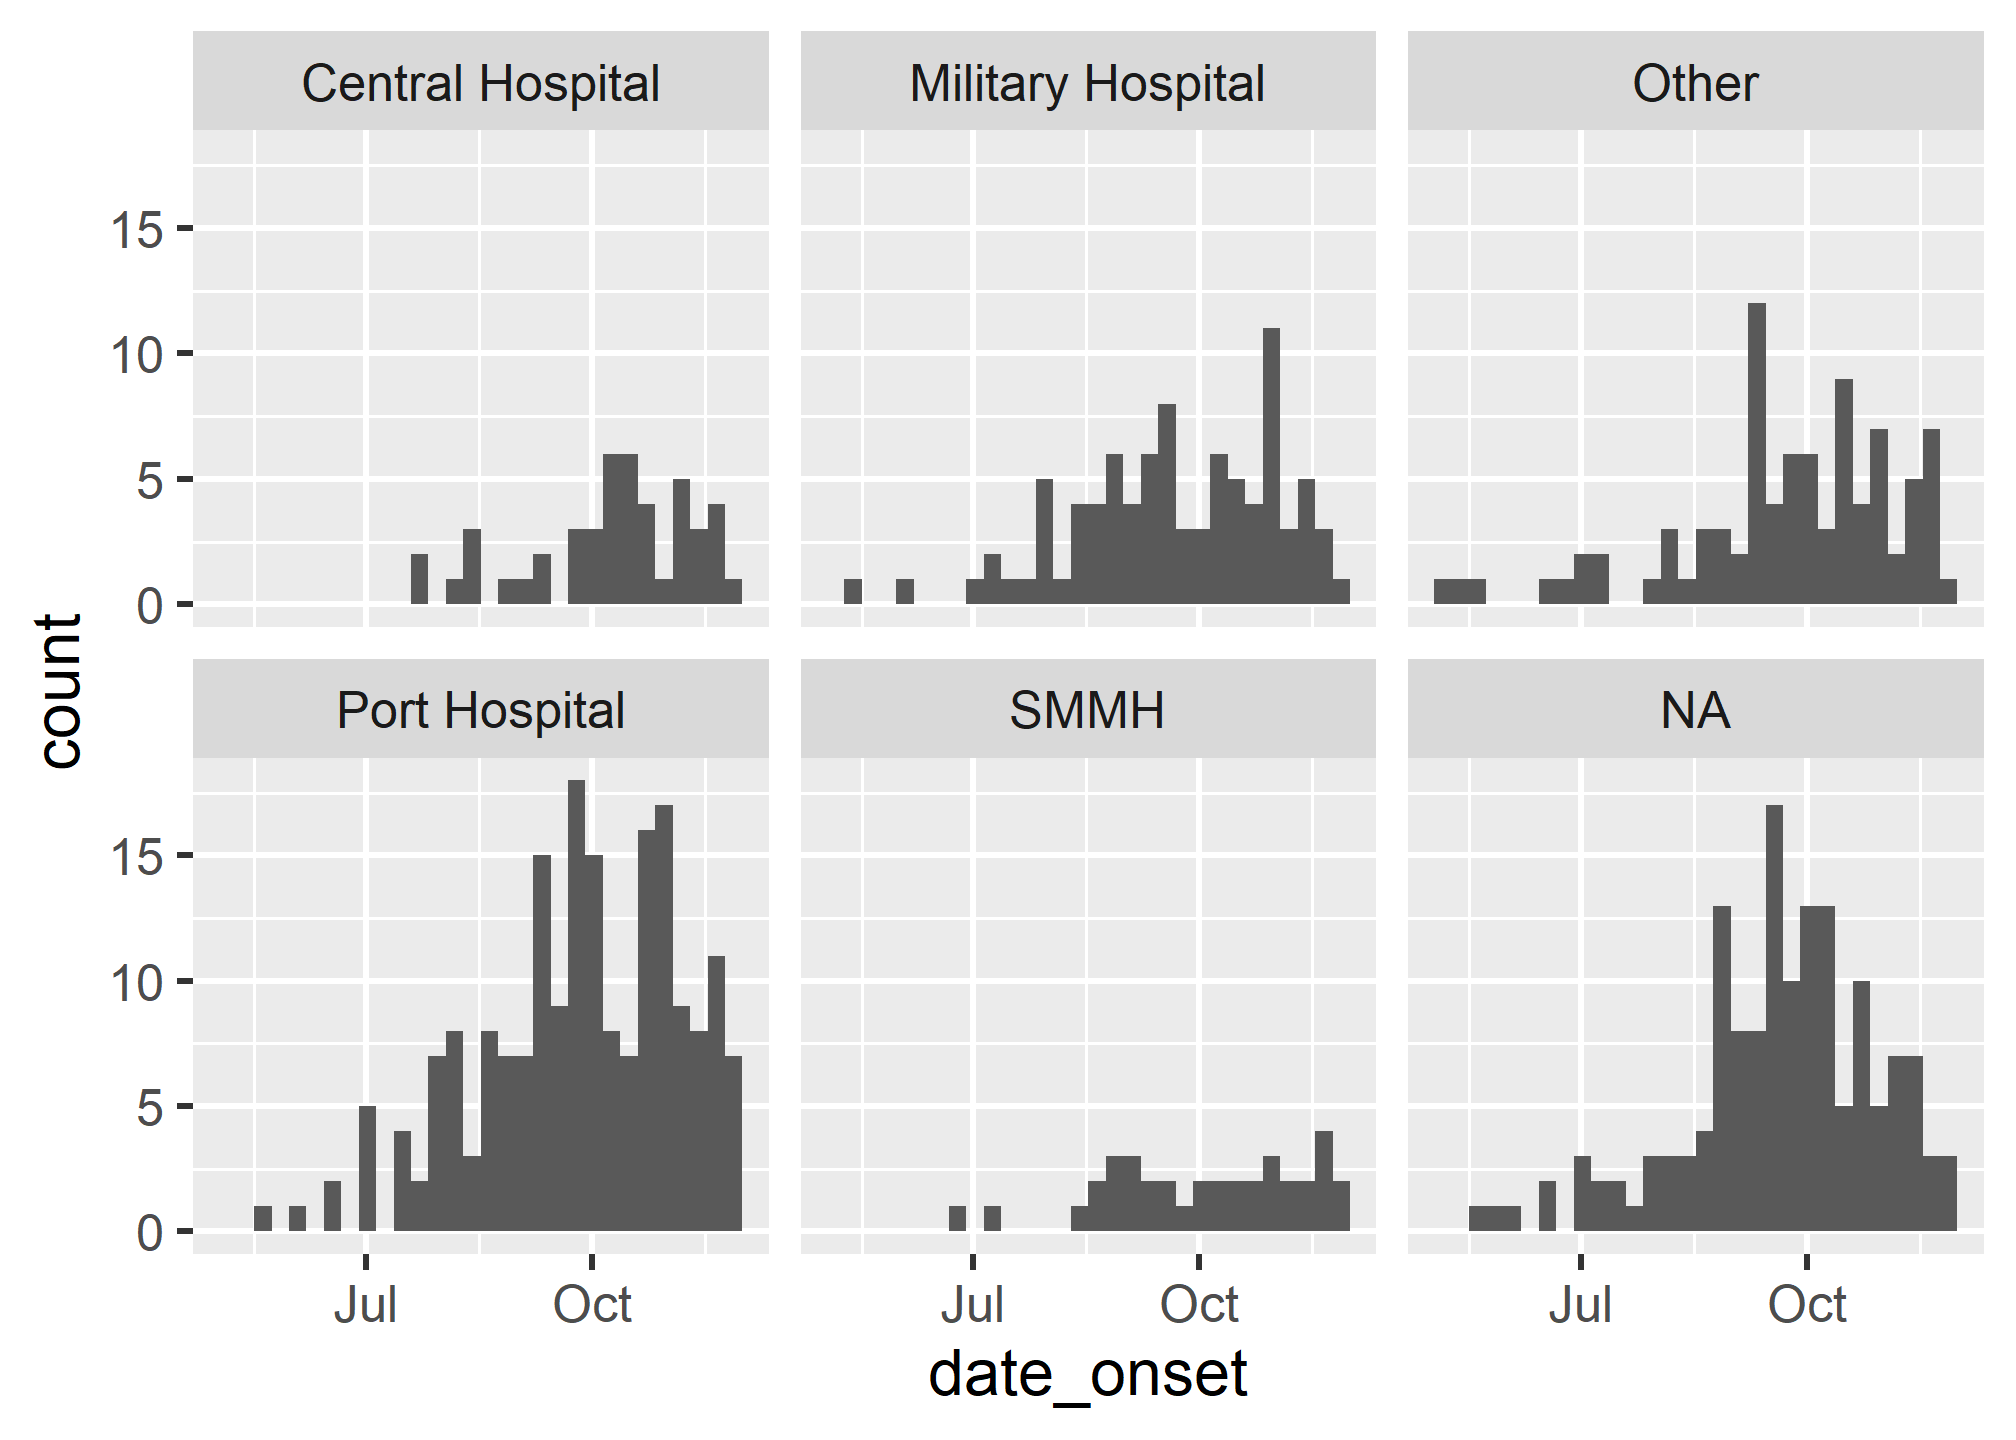 Central Hospital
Military Hospital
Other
15
10
5
0
Port Hospital
SMMH
NA
15
10
5
0
Jul
Oct
Jul
Oct
Jul
Oct
date_onset
count